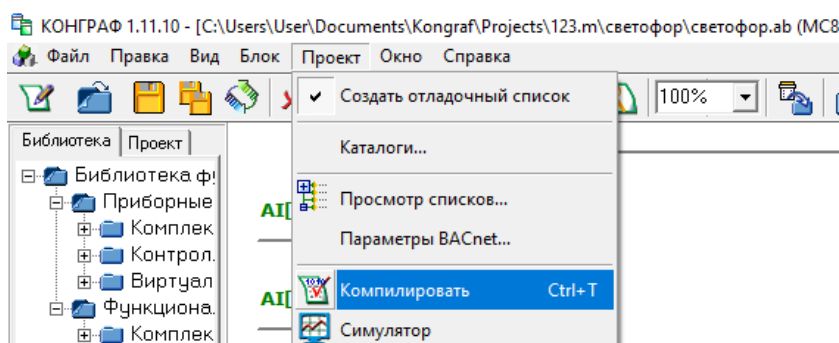 КОНГРАФ 1.11.10 - [C:\Users\User\Documents\Kongraf\Projects\123.m\светофор\светофор.ab (MC8
Файл Правка Вид Блок Проект Окно Справка
Создать отладочный список
100%
Библиотека Проект
Каталоги...
Библиотека ф
Приборные
AI[
Просмотр списков...
Комплек
Контрол.
Параметры BACnet...
Виртуал
AI[
Компилировать Ctrl+T
Функциона.
Комплек
Симулятор